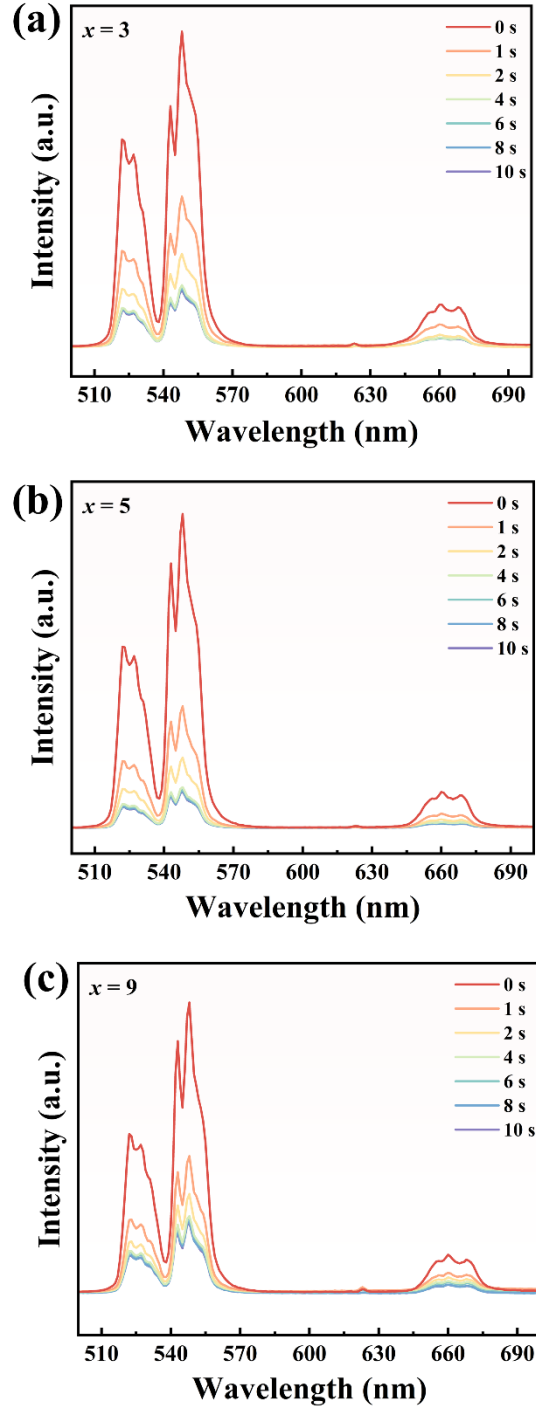 (a)
x = 3
0 s
1 s
2 s
4 s
6 s
8 s
10 s
Intensity (a.u.)
510 540 570 600 630 660 690
Wavelength (nm)
(b)
x = 5
0 s
1 s
2 s
4 s
6 s
8 s
10 s
Intensity (a.u.)
510 540 570 600 630 660 690
Wavelength (nm)
(c)
x = 9
0 s
1 s
2 s
4 s
6 s
8 s
10 s
Intensity (a.u.)
510 540 570 600 630 660 690
Wavelength (nm)